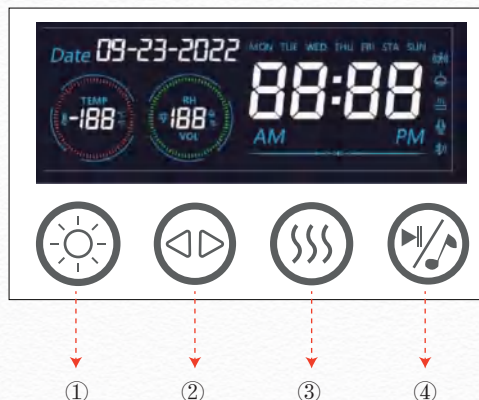 Date 09-23-2022
MON TUE WED THU FRI STA SUN
88:88
TEMP
-188
RH
188
VOL
AM PM
① ② ③ ④